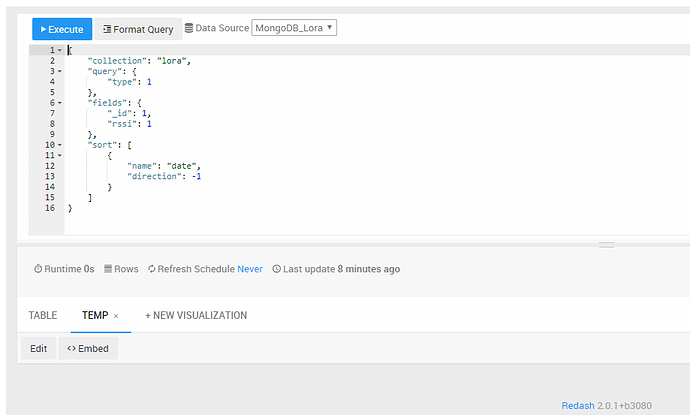 Execute Format Query Data Source MongoDB_Lora
1 {
2 "collection": "lora",
3 "query": {
4 "type": 1
5 },
6 "fields": {
7 "_id": 1,
8 "rssi": 1
9 },
10 "sort": [
11 {
12 "name": "date",
13 "direction": -1
14 }
15 ]
16 }
Runtime 0s Rows Refresh Schedule Never Last update 8 minutes ago
TABLE TEMP × + NEW VISUALIZATION
Edit <> Embed
Redash 2.0.1+b3080